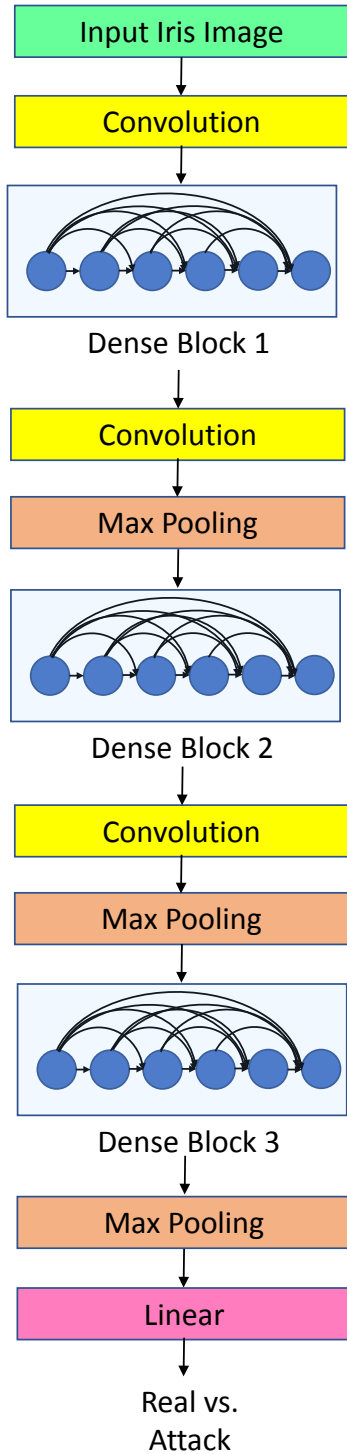 Input Iris Image
Convolution
Dense Block 1
Convolution
Max Pooling
Dense Block 2
Convolution
Max Pooling
Dense Block 3
Max Pooling
Linear
Real vs.
Attack